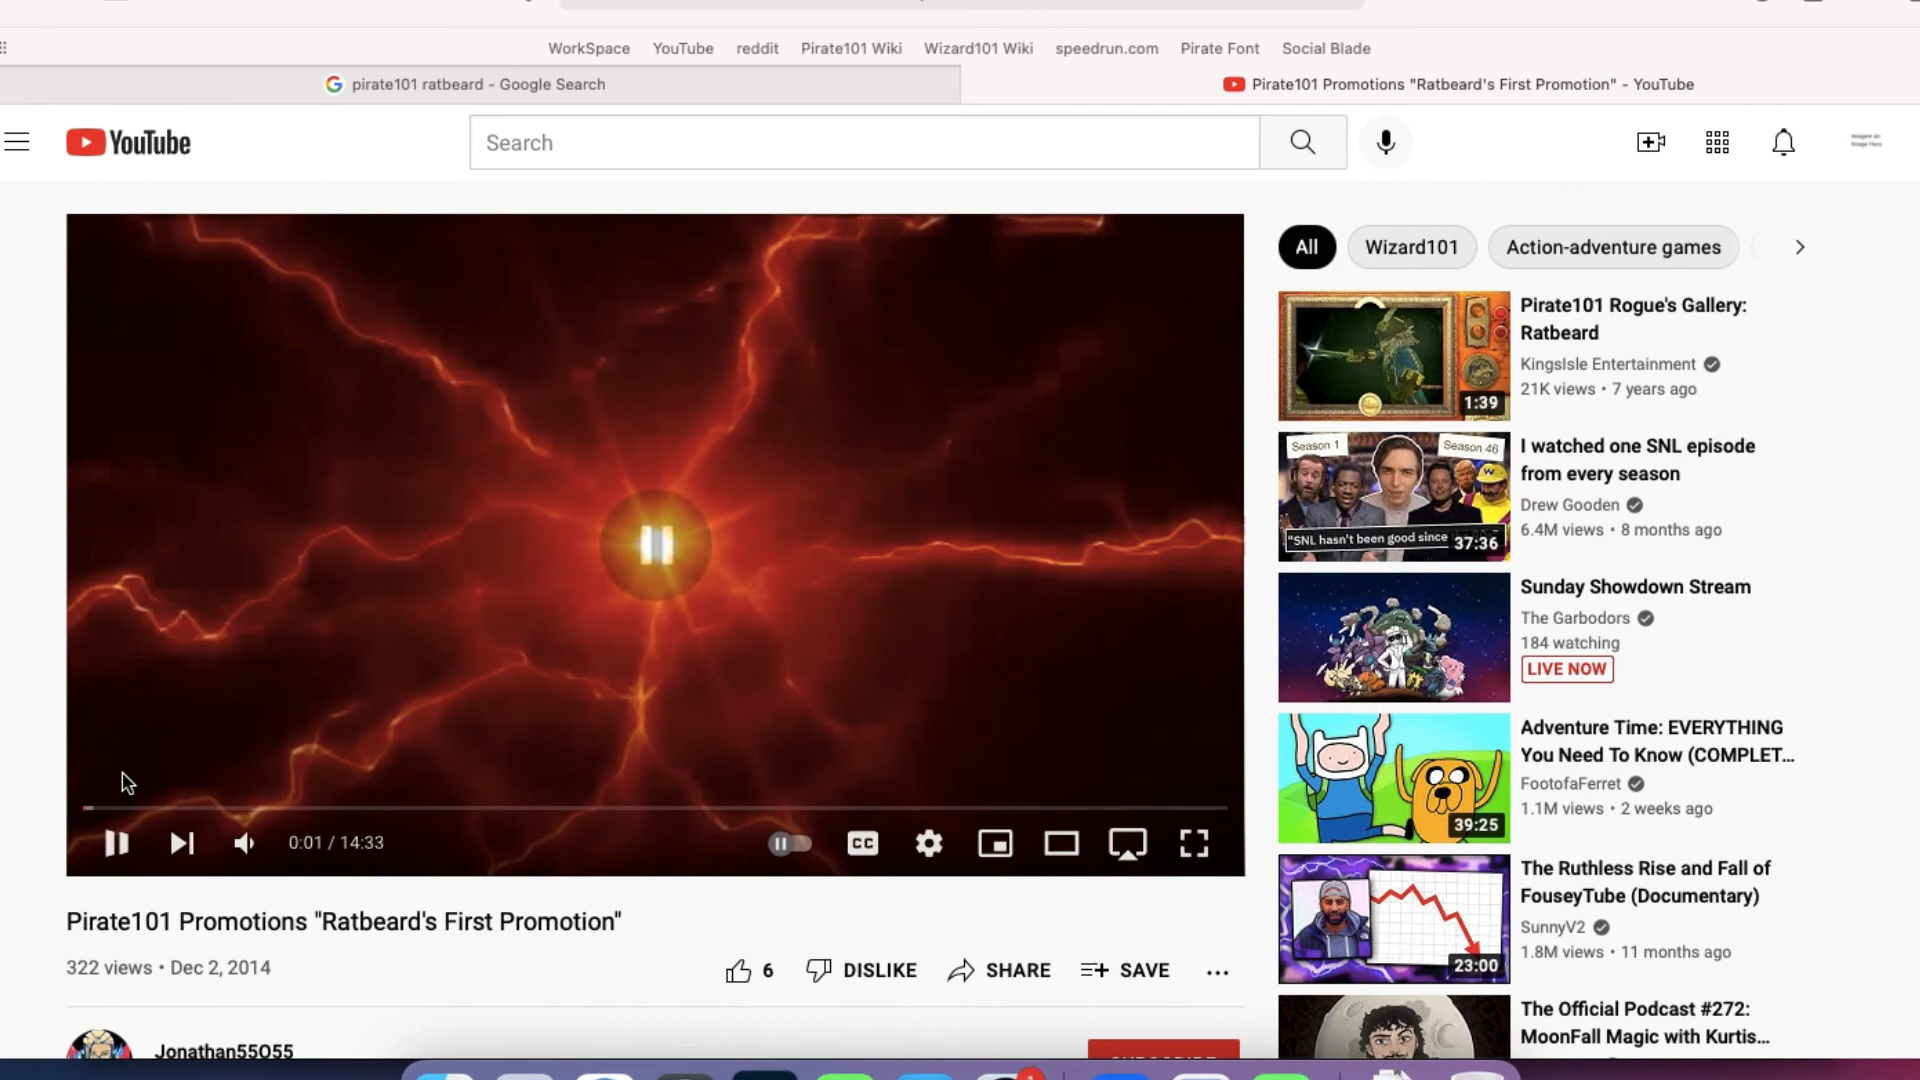 WorkSpace YouTube reddit Pirate101 Wiki Wizard101 Wiki speedrun.com Pirate Font Social Blade
pirate101 ratbeard - Google Search
Pirate101 Promotions "Ratbeard's First Promotion" - YouTube
YouTube
Search
All
Wizard101
Action-adventure games
0:01 / 14:33
CC
Pirate101 Promotions "Ratbeard's First Promotion"
322 views • Dec 2, 2014
6
DISLIKE
SHARE
SAVE
Jonathan55O55
1:39
Pirate101 Rogue's Gallery:
Ratbeard
KingsIsle Entertainment
21K views • 7 years ago
Season 1
Season 46
"SNL hasn't been good since
37:36
I watched one SNL episode
from every season
Drew Gooden
6.4M views • 8 months ago
Sunday Showdown Stream
The Garbodors
184 watching
LIVE NOW
39:25
Adventure Time: EVERYTHING
You Need To Know (COMPLET...
FootofaFerret
1.1M views • 2 weeks ago
23:00
The Ruthless Rise and Fall of
FouseyTube (Documentary)
SunnyV2
1.8M views • 11 months ago
The Official Podcast #272:
MoonFall Magic with Kurtis...